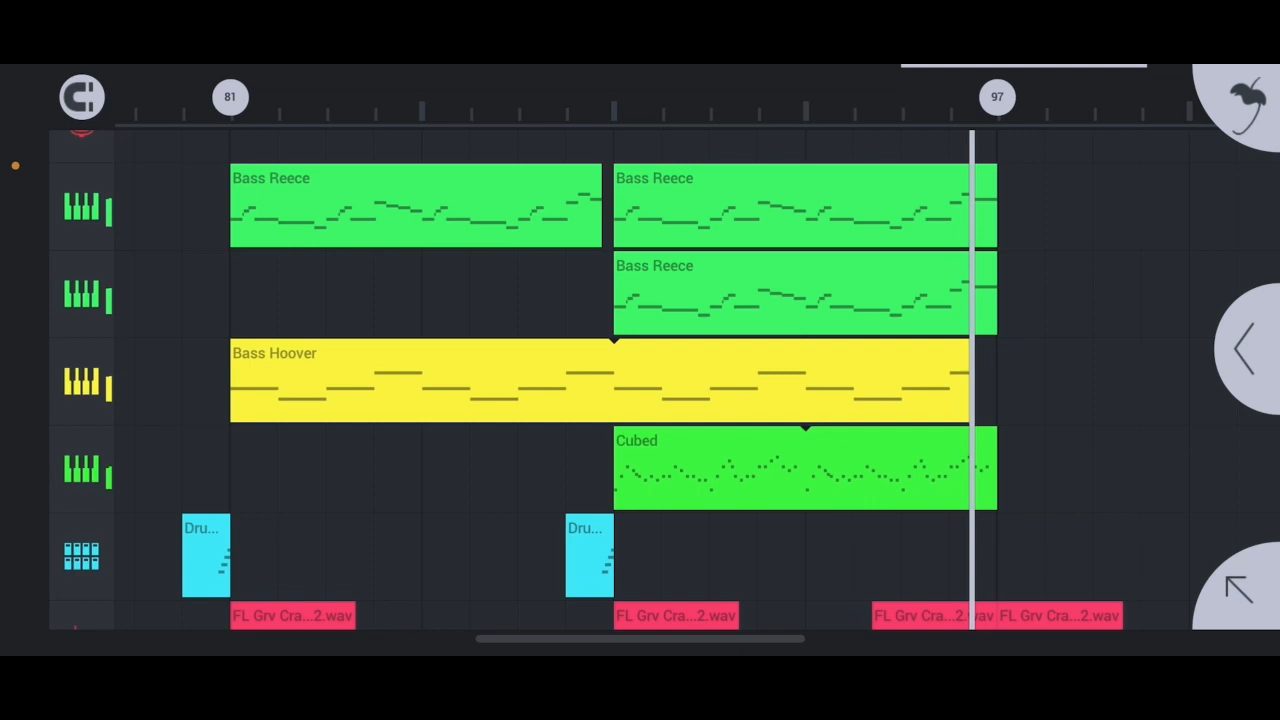 81
97
Bass Reece
Bass Reece
Bass Reece
Bass Hoover
Cubed
Dru...
Dru...
FL Grv Cra...2.wav
FL Grv Cra...2.wav
FL Grv Cra...2.wav
FL Grv Cra...2.wav